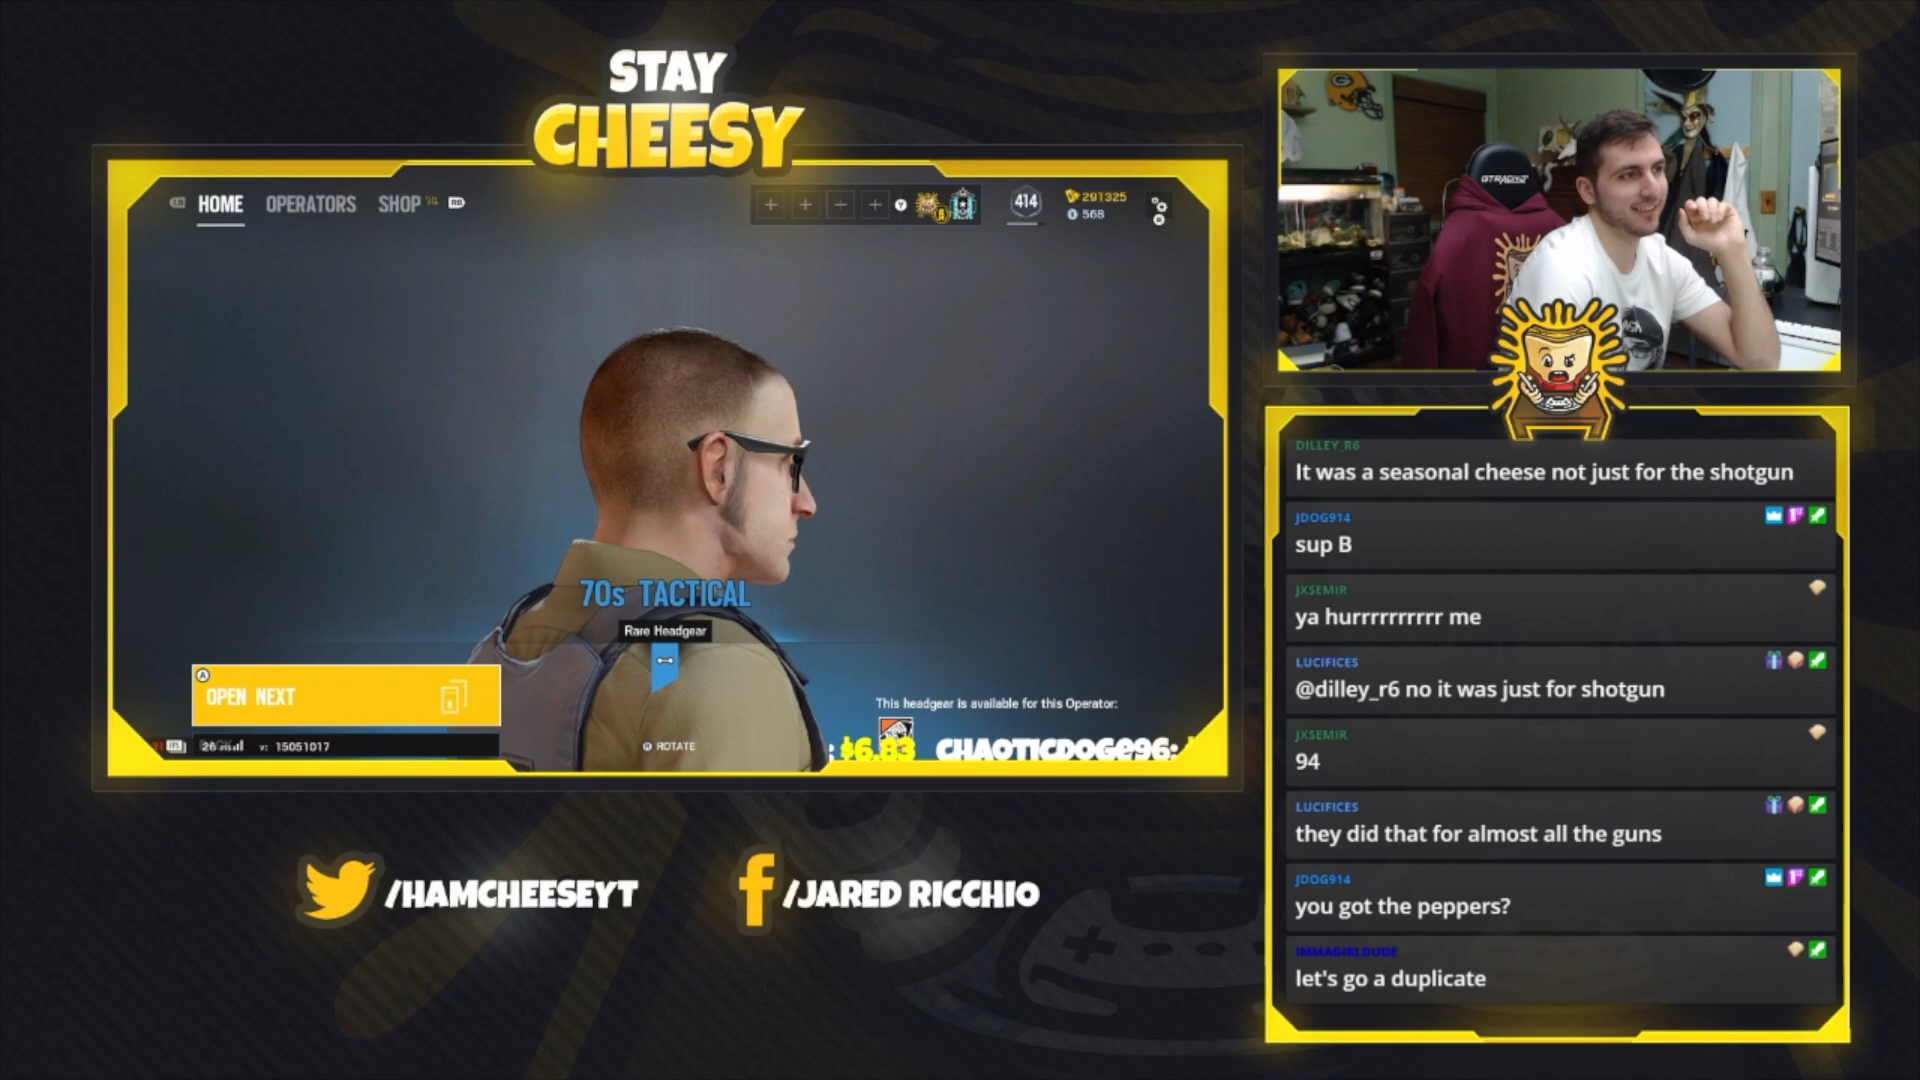 STAY
CHEESY
HOME OPERATORS SHOP
414
291325
568
70s TACTICAL
Rare Headgear
OPEN NEXT
v: 15051017
ROTATE
This headgear is available for this Operator:
: $6.83 CHAOTICDOGE96:
/HAMCHEESEYT
/JARED RICCHIO
GTRACING
DILLEY_R6
It was a seasonal cheese not just for the shotgun
JDOG914
sup B
JXSEMIR
ya hurrrrrrrrrr me
LUCIFICES
@dilley_r6 no it was just for shotgun
JXSEMIR
94
LUCIFICES
they did that for almost all the guns
JDOG914
you got the peppers?
IMMAGIRLDUDE
let's go a duplicate